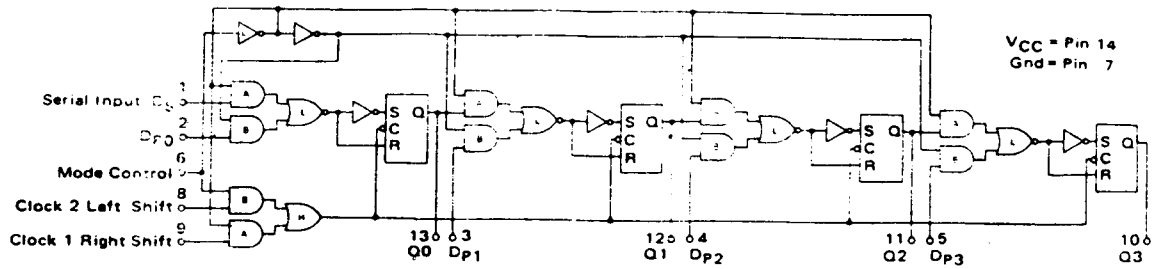 VCC = Pin 14
Gnd = Pin 7
1
Serial Input DS
2
DP0
6
Mode Control
8
Clock 2 Left Shift
9
Clock 1 Right Shift
A
B
L
L
B
A
M
S
C
R
Q
B
L
S
C
R
Q
L
S
C
R
Q
L
S
C
R
Q
13
Q0
3
DP1
12
Q1
4
DP2
11
Q2
5
DP3
10
Q3